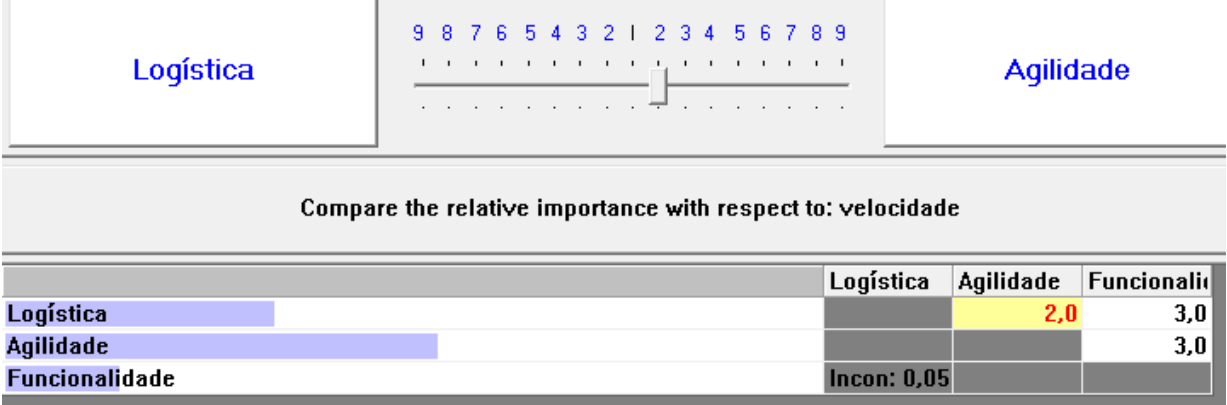 9 8 7 6 5 4 3 2 1 2 3 4 5 6 7 8 9
Logística Agilidade
Compare the relative importance with respect to: velocidade
Logística Agilidade Funcionali
Logística 2,0 3,0
Agilidade 3,0
Funcionalidade Incon: 0,05